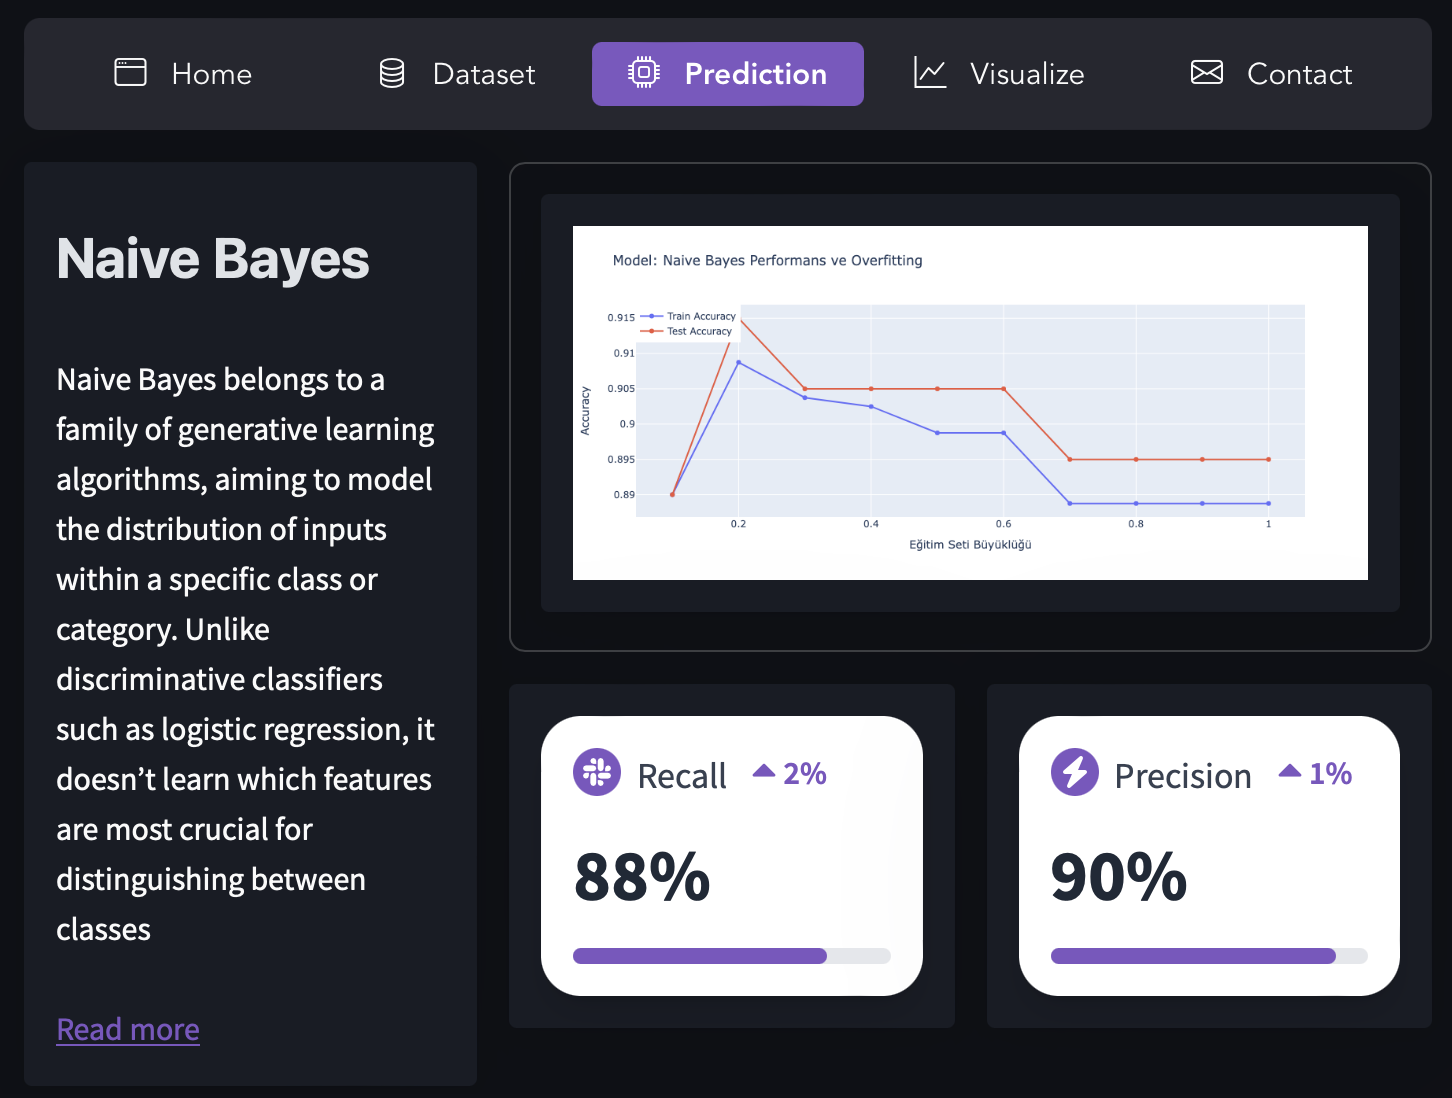 Home
Dataset
Prediction
Visualize
Contact
Naive Bayes
Naive Bayes belongs to a
family of generative learning
algorithms, aiming to model
the distribution of inputs
within a specific class or
category. Unlike
discriminative classifiers
such as logistic regression, it
doesn’t learn which features
are most crucial for
distinguishing between
classes
Read more
Model: Naive Bayes Performans ve Overfitting
Train Accuracy
Test Accuracy
Accuracy
0.915
0.91
0.905
0.9
0.895
0.89
0.2
0.4
0.6
0.8
1
Eğitim Seti Büyüklüğü
Recall 2%
88%
Precision 1%
90%